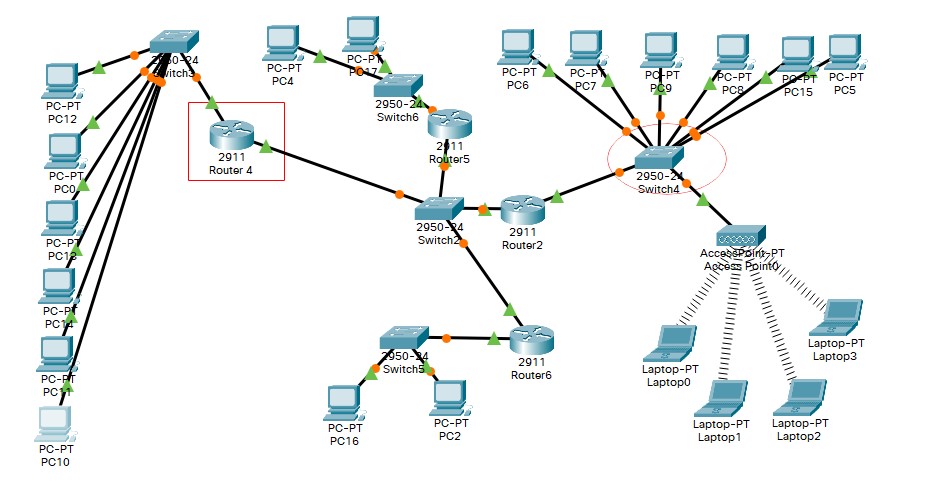 2950-24
Switch3
PC-PT
PC12
PC-PT
PC0
PC-PT
PC13
PC-PT
PC14
PC-PT
PC11
PC-PT
PC10
2911
Router 4
PC-PT
PC4
PC-PT
PC17
2950-24
Switch6
2911
Router5
2950-24
Switch2
2911
Router2
2950-24
Switch5
2911
Router6
PC-PT
PC16
PC-PT
PC2
PC-PT
PC6
PC-PT
PC7
PC-PT
PC9
PC-PT
PC8
PC-PT
PC15
PC-PT
PC5
2950-24
Switch4
AccessPoint-PT
Access Point0
Laptop-PT
Laptop0
Laptop-PT
Laptop1
Laptop-PT
Laptop2
Laptop-PT
Laptop3